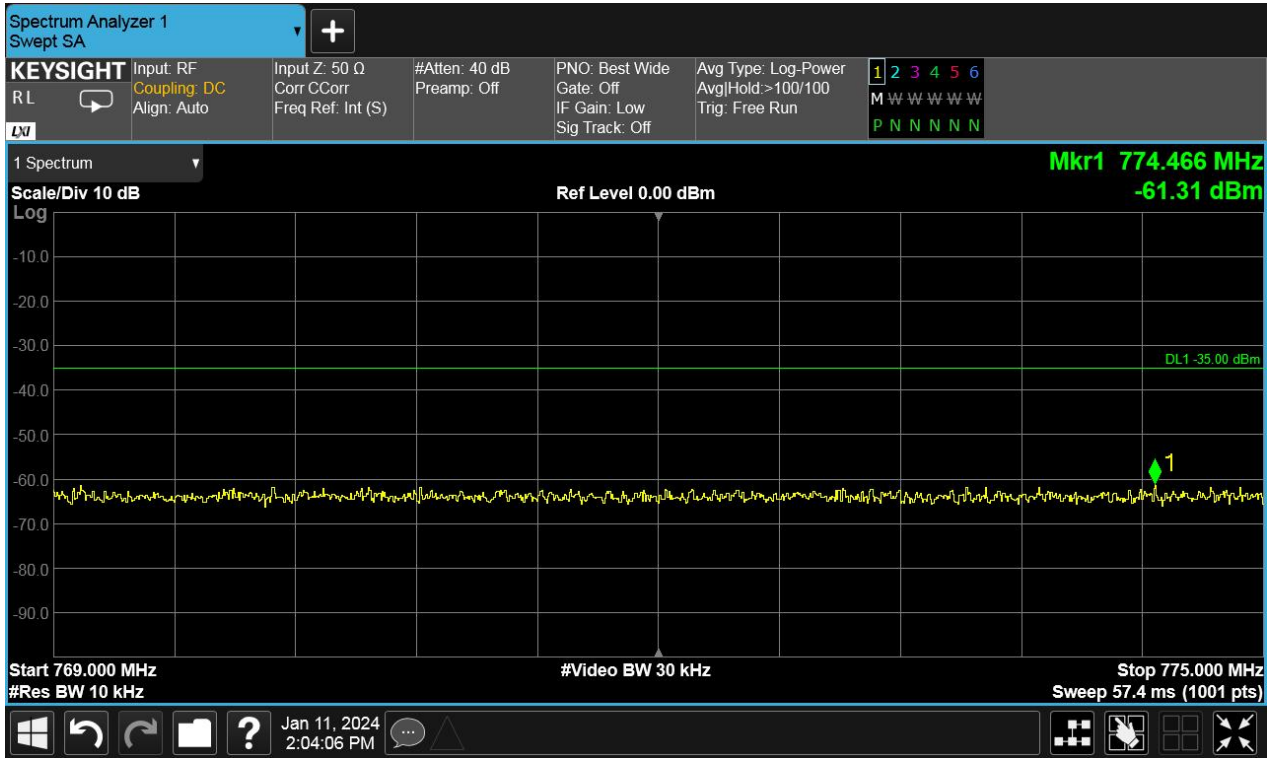 Spectrum Analyzer 1
Swept SA
+
KEYSIGHT
RL
LXI
Input: RF
Coupling: DC
Align: Auto
Input Z: 50 Ω
Corr CCorr
Freq Ref: Int (S)
#Atten: 40 dB
Preamp: Off
PNO: Best Wide
Gate: Off
IF Gain: Low
Sig Track: Off
Avg Type: Log-Power
Avg|Hold:>100/100
Trig: Free Run
1 2 3 4 5 6
M W W W W W
P N N N N N
1 Spectrum
Mkr1 774.466 MHz
-61.31 dBm
Scale/Div 10 dB
Ref Level 0.00 dBm
Log
-10.0
-20.0
-30.0
DL1 -35.00 dBm
-40.0
-50.0
1
-60.0
-70.0
-80.0
-90.0
Start 769.000 MHz
#Video BW 30 kHz
Stop 775.000 MHz
#Res BW 10 kHz
Sweep 57.4 ms (1001 pts)
?
Jan 11, 2024
2:04:06 PM